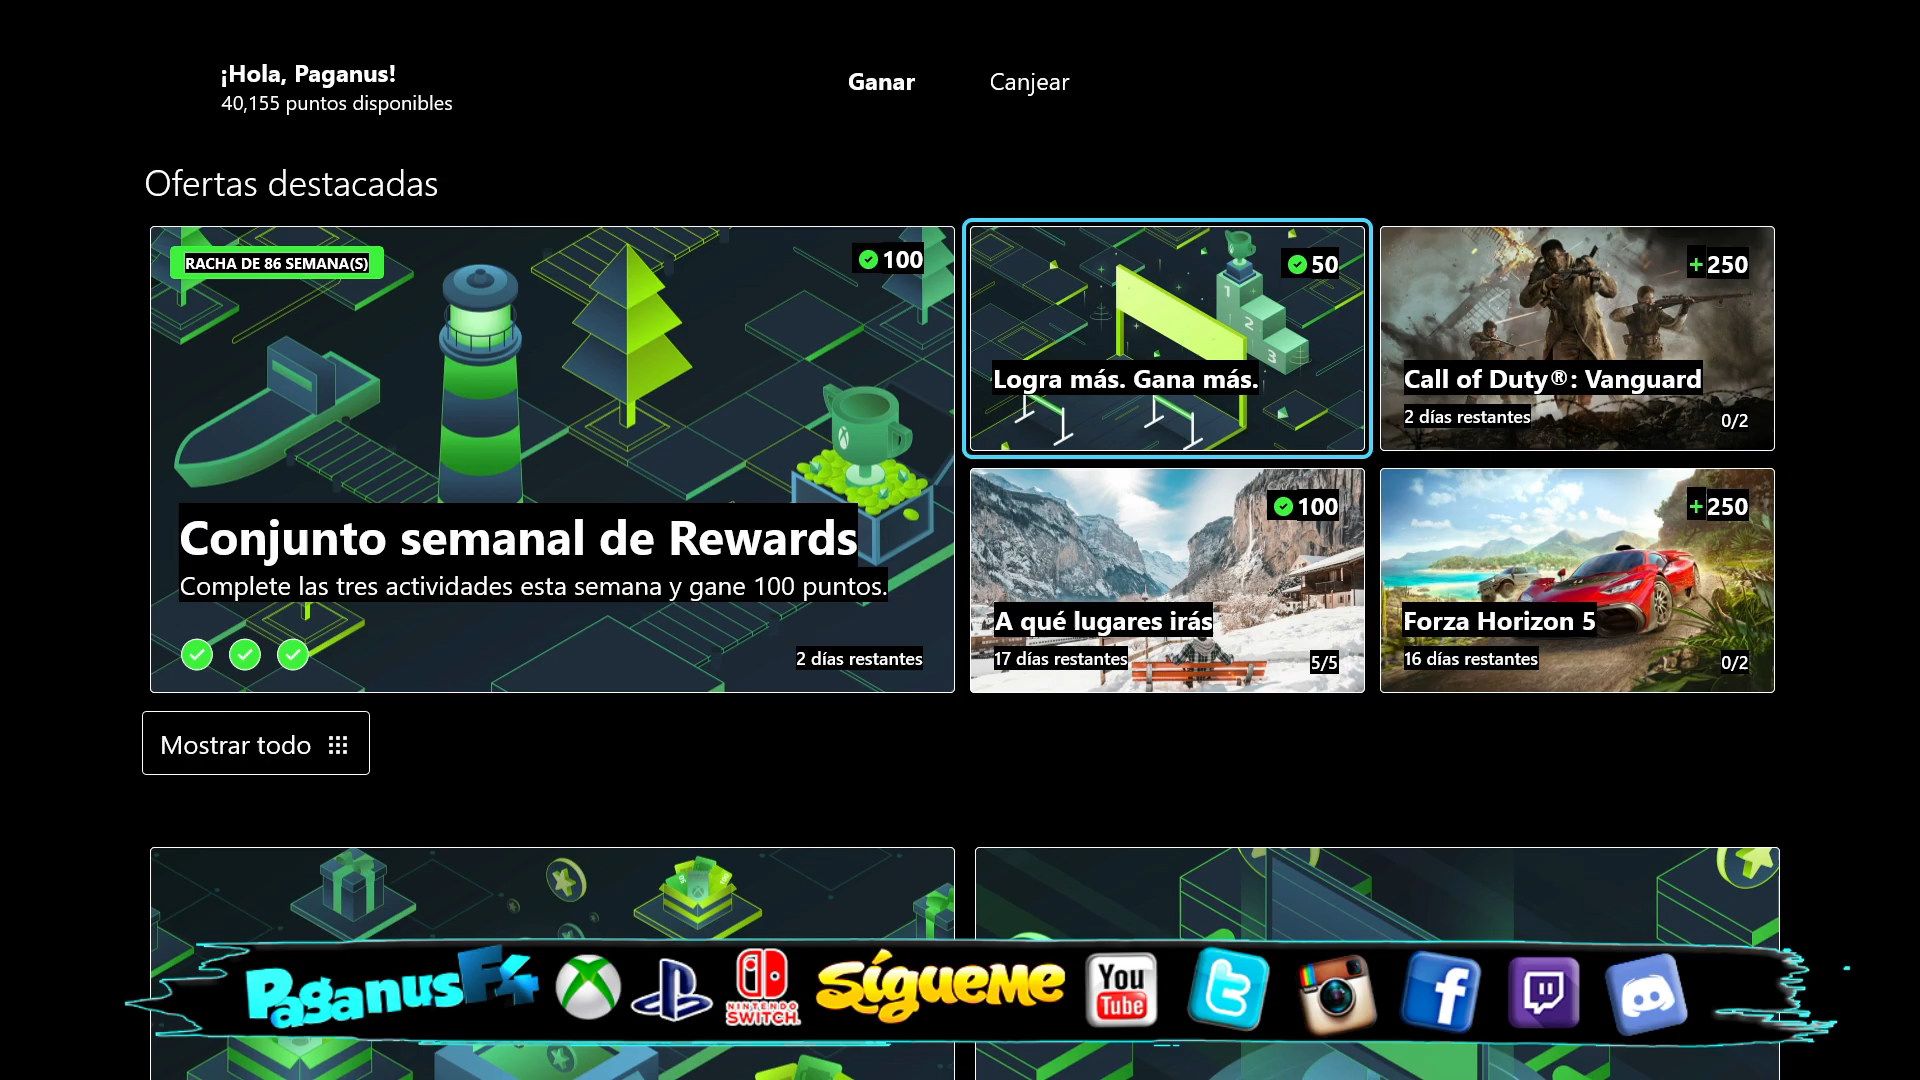 ¡Hola, Paganus!
40,155 puntos disponibles
Ganar
Canjear
Ofertas destacadas
RACHA DE 86 SEMANA(S)
100
Conjunto semanal de Rewards
Complete las tres actividades esta semana y gane 100 puntos.
2 días restantes
50
1
2
3
Logra más. Gana más.
+250
Call of Duty®: Vanguard
2 días restantes
0/2
100
A qué lugares irás
17 días restantes
5/5
+250
Forza Horizon 5
16 días restantes
0/2
Mostrar todo
PaganusF4
NINTENDO
SWITCH
SígueMe
You
Tube